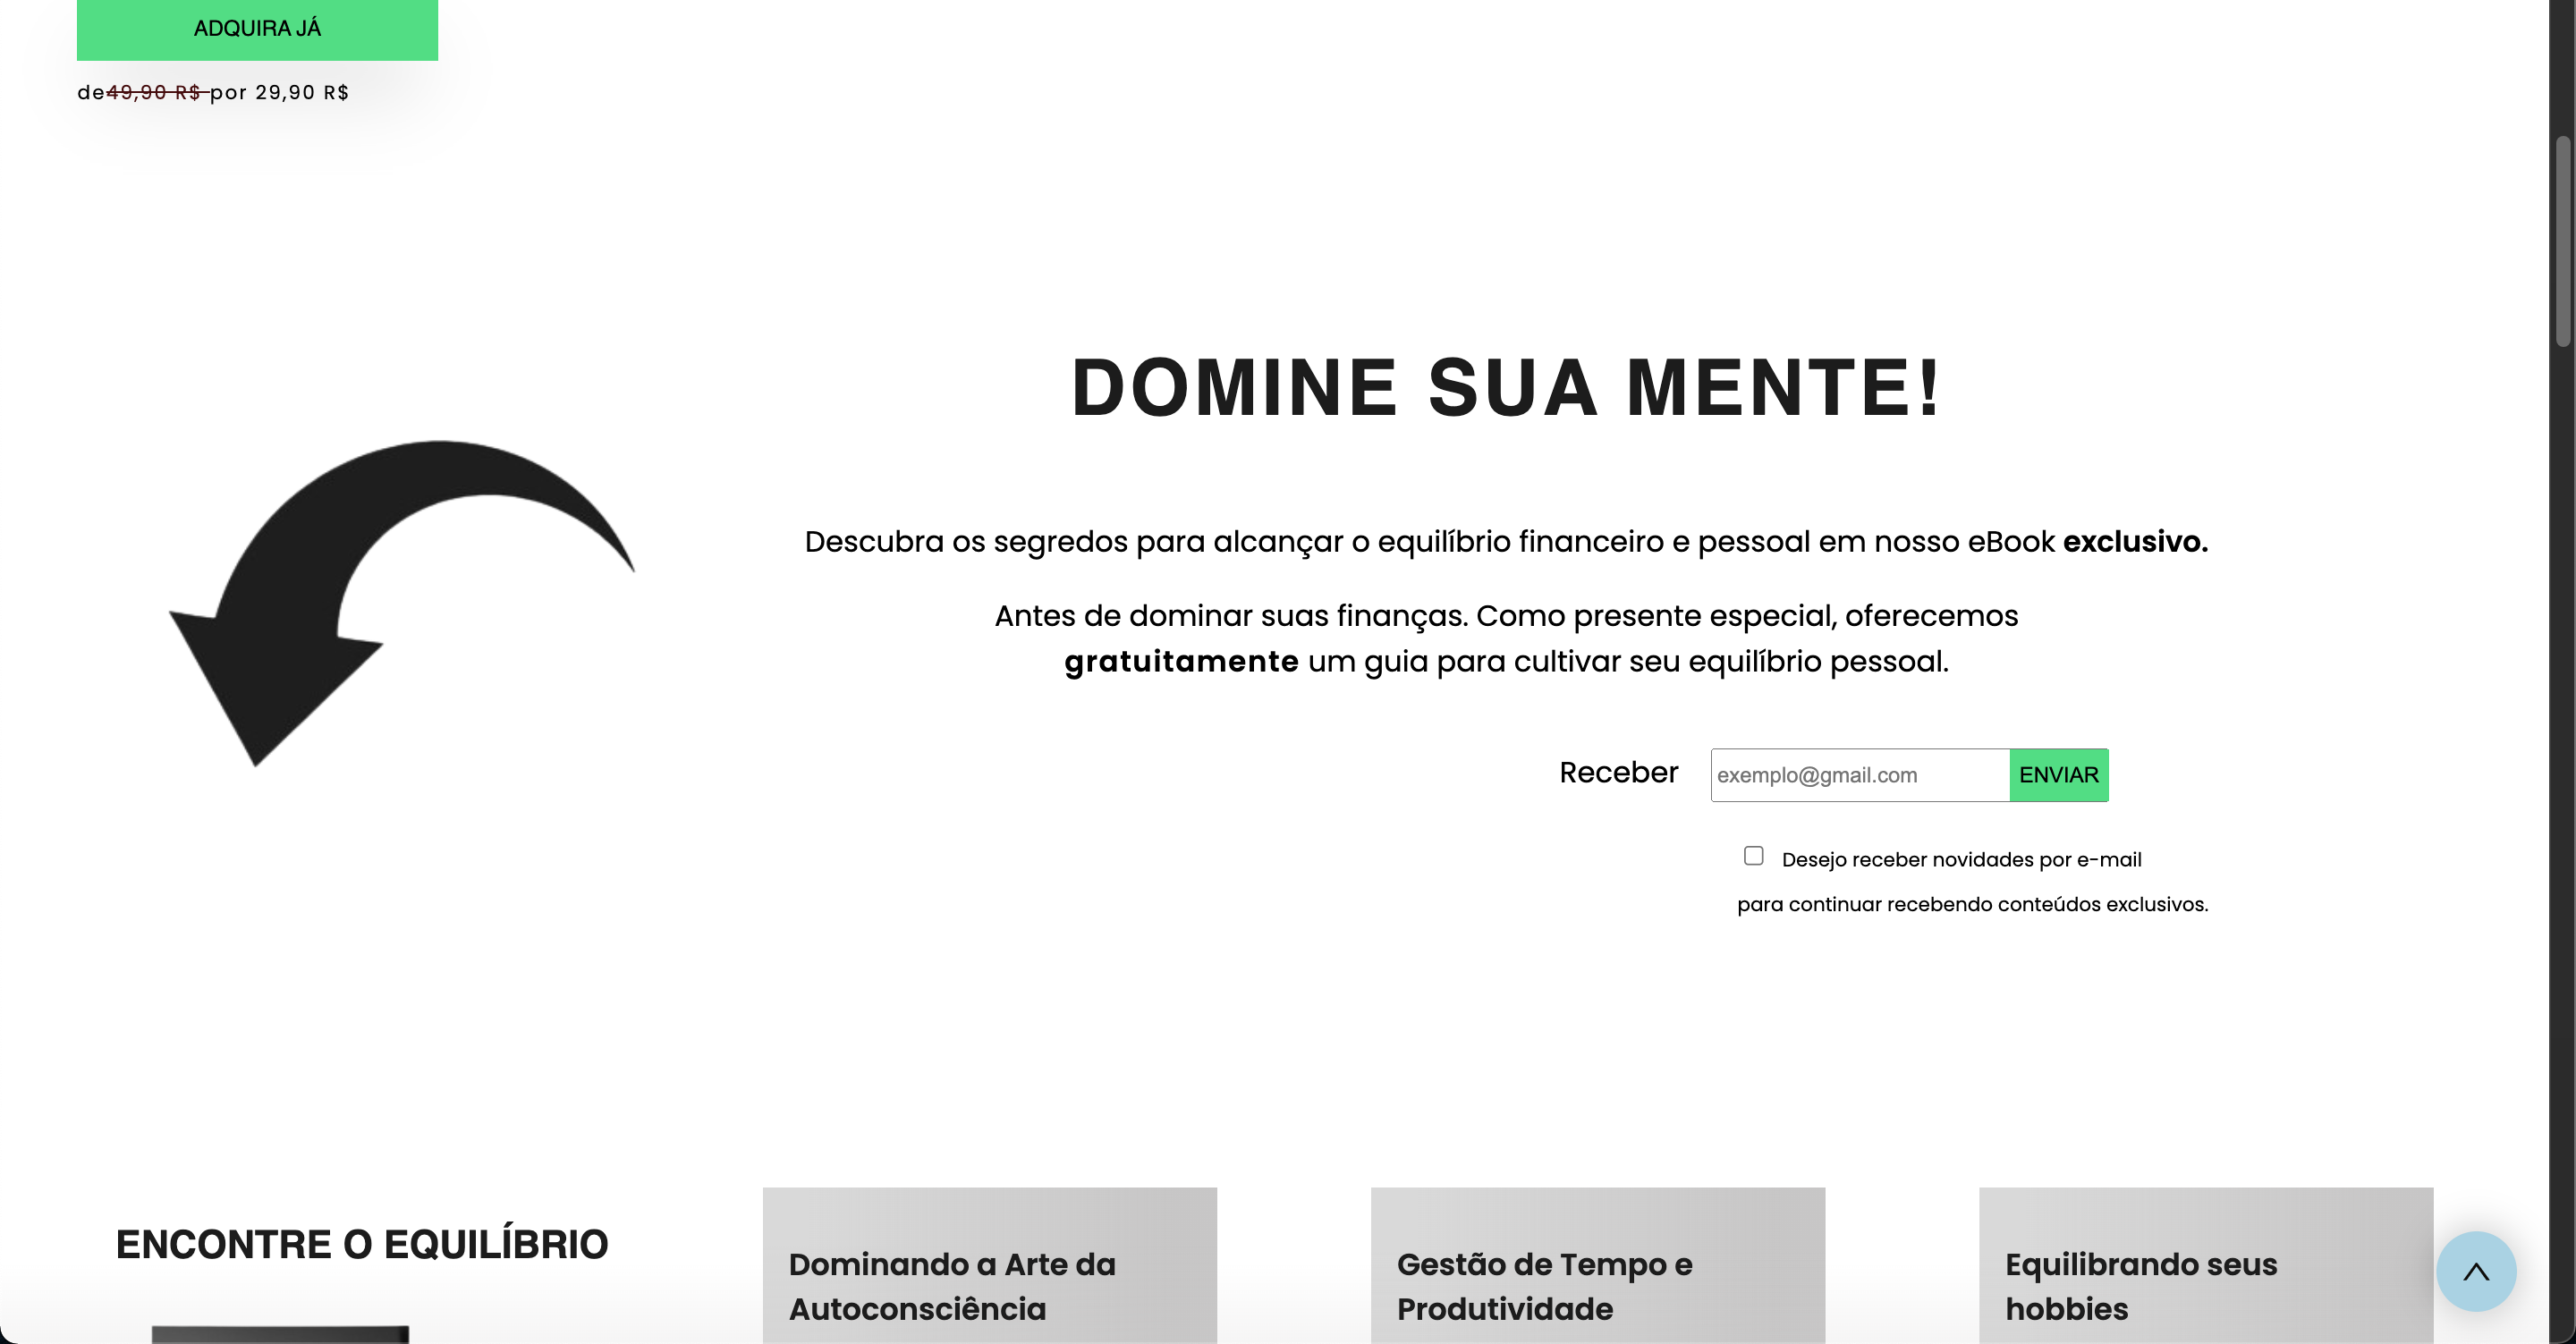 ADQUIRA JÁ
de49,90 R$ por 29,90 R$
DOMINE SUA MENTE!
Descubra os segredos para alcançar o equilíbrio financeiro e pessoal em nosso eBook exclusivo.
Antes de dominar suas finanças. Como presente especial, oferecemos
gratuitamente um guia para cultivar seu equilíbrio pessoal.
Receber exemplo@gmail.com ENVIAR
Desejo receber novidades por e-mail
para continuar recebendo conteúdos exclusivos.
ENCONTRE O EQUILÍBRIO
Dominando a Arte da
Autoconsciência
Gestão de Tempo e
Produtividade
Equilibrando seus
hobbies